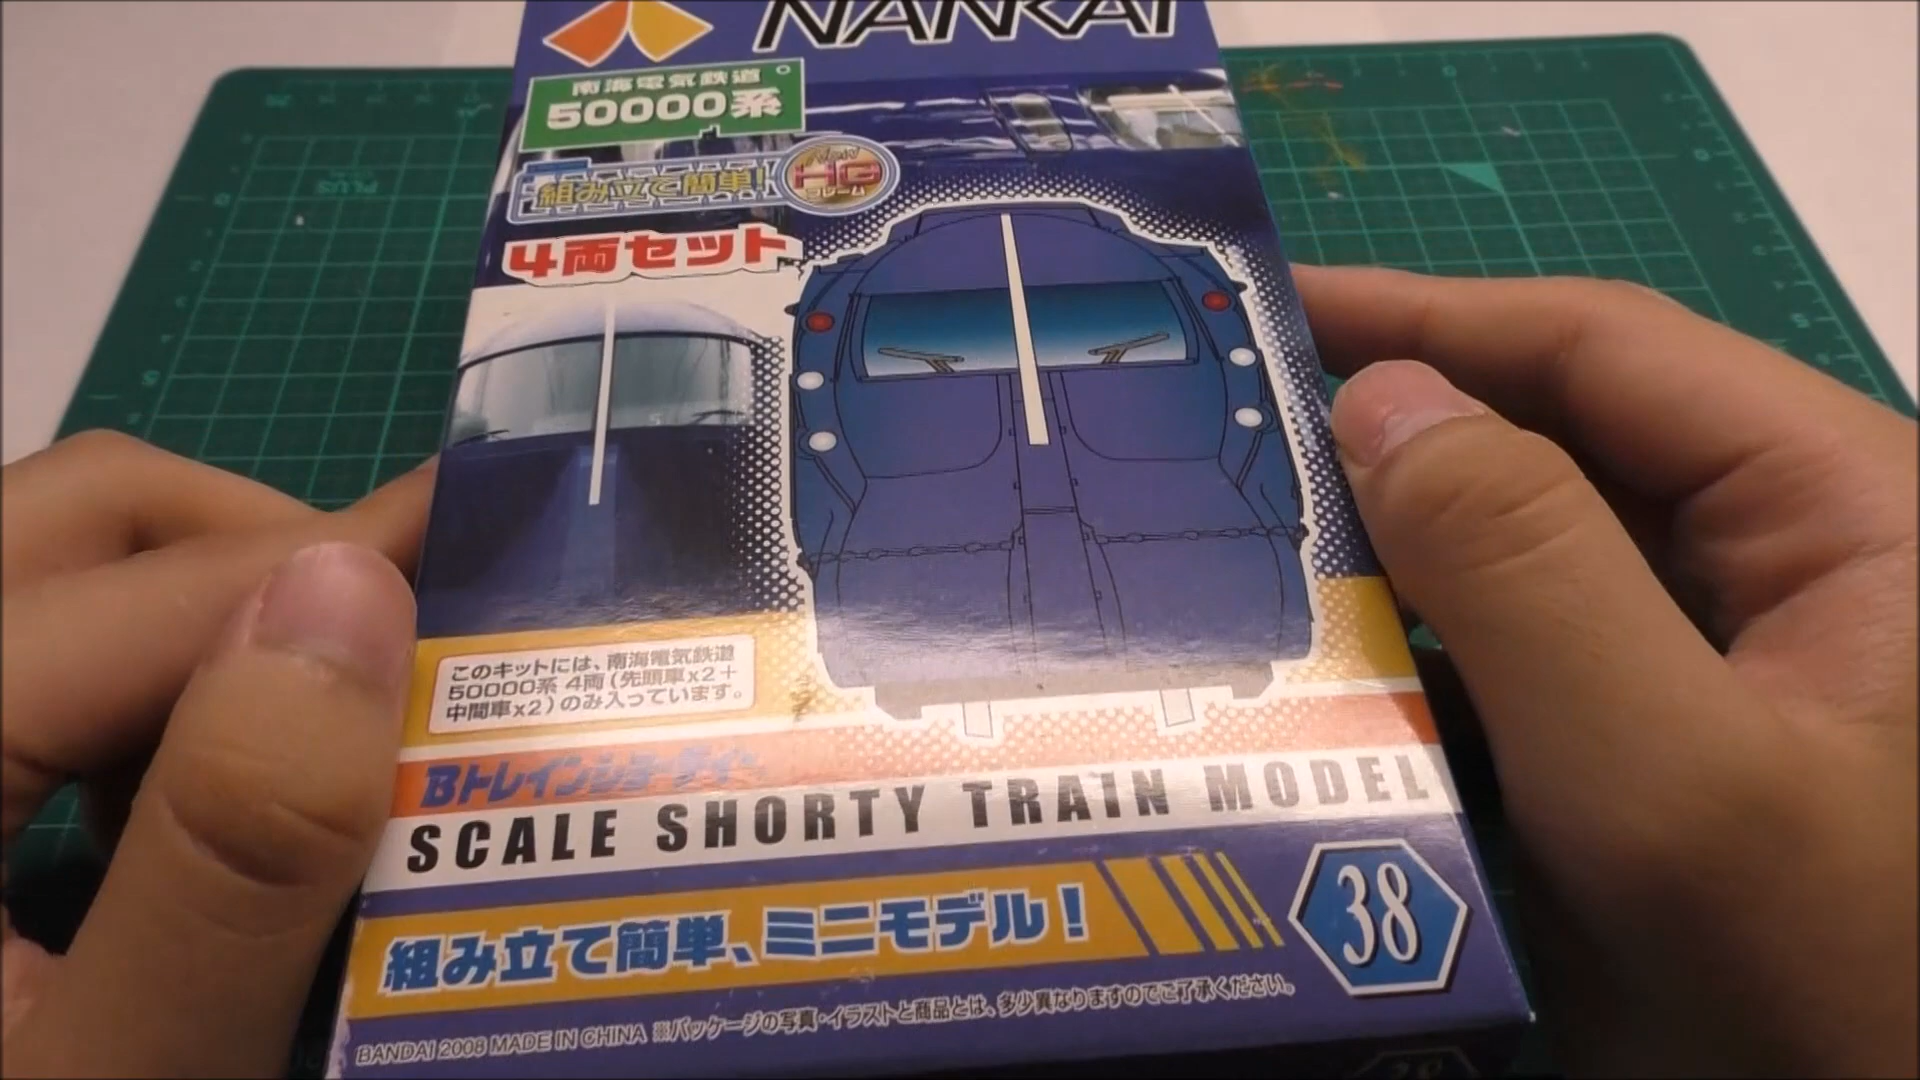 NANKAI
南海電気鉄道
50000系
組み立て簡単!
New
HG
フレーム
4両セット
このキットには、南海電気鉄道
50000系 4両(先頭車x2+
中間車x2)のみ入っています。
Bトレインショーティー
SCALE SHORTY TRAIN MODEL
組み立て簡単、ミニモデル!
38
BANDAI 2008 MADE IN CHINA ※パッケージの写真・イラストと商品とは、多少異なりますのでご了承ください。
PLUS